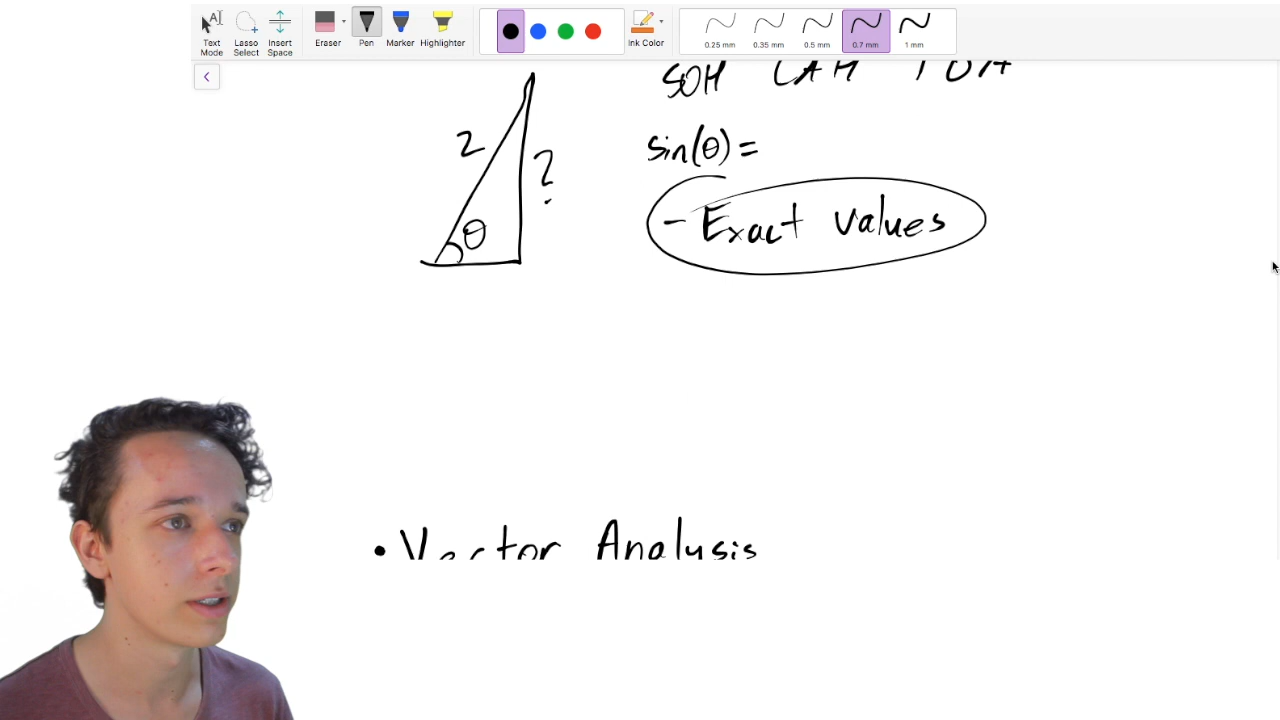 Text Mode
Lasso Select
Insert Space
Eraser
Pen
Marker
Highlighter
Ink Color
0.25 mm
0.35 mm
0.5 mm
0.7 mm
1 mm
SOH CAH TOA
2
?
θ
sin(θ) =
- Exact values
• Vector Analysis